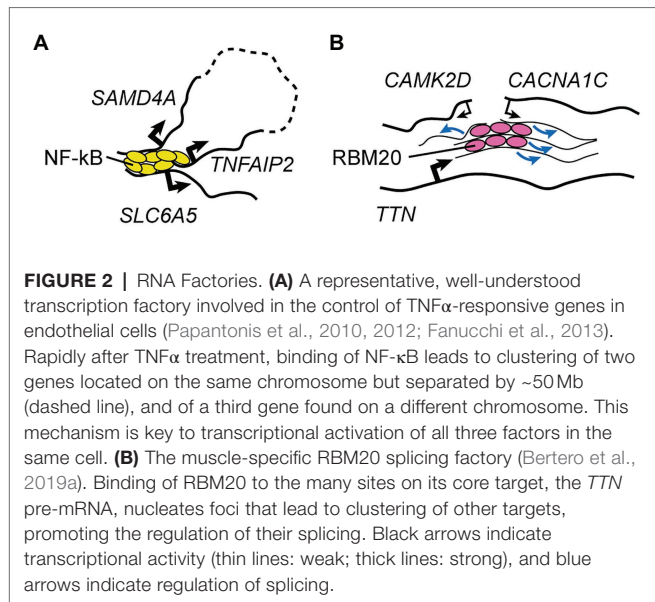 A
B
SAMD4A
CAMK2D
CACNA1C
NF-kB
TNFAIP2
RBM20
SLC6A5
TTN
FIGURE 2 | RNA Factories. (A) A representative, well-understood
transcription factory involved in the control of TNFα-responsive genes in
endothelial cells (Papantonis et al., 2010, 2012; Fanucchi et al., 2013).
Rapidly after TNFα treatment, binding of NF-κB leads to clustering of two
genes located on the same chromosome but separated by ~50 Mb
(dashed line), and of a third gene found on a different chromosome. This
mechanism is key to transcriptional activation of all three factors in the
same cell. (B) The muscle-specific RBM20 splicing factory (Bertero et al.,
2019a). Binding of RBM20 to the many sites on its core target, the TTN
pre-mRNA, nucleates foci that lead to clustering of other targets,
promoting the regulation of their splicing. Black arrows indicate
transcriptional activity (thin lines: weak; thick lines: strong), and blue
arrows indicate regulation of splicing.